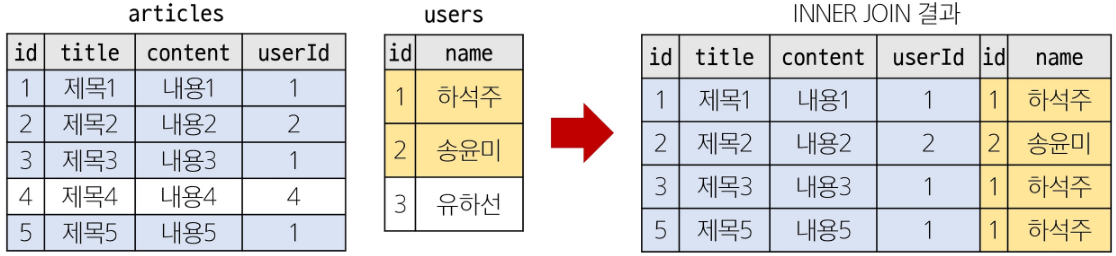 articles
id title content userId
1 제목1 내용1 1
2 제목2 내용2 2
3 제목3 내용3 1
4 제목4 내용4 4
5 제목5 내용5 1
users
id name
1 하석주
2 송윤미
3 유하선
INNER JOIN 결과
id title content userId id name
1 제목1 내용1 1 1 하석주
2 제목2 내용2 2 2 송윤미
3 제목3 내용3 1 1 하석주
5 제목5 내용5 1 1 하석주